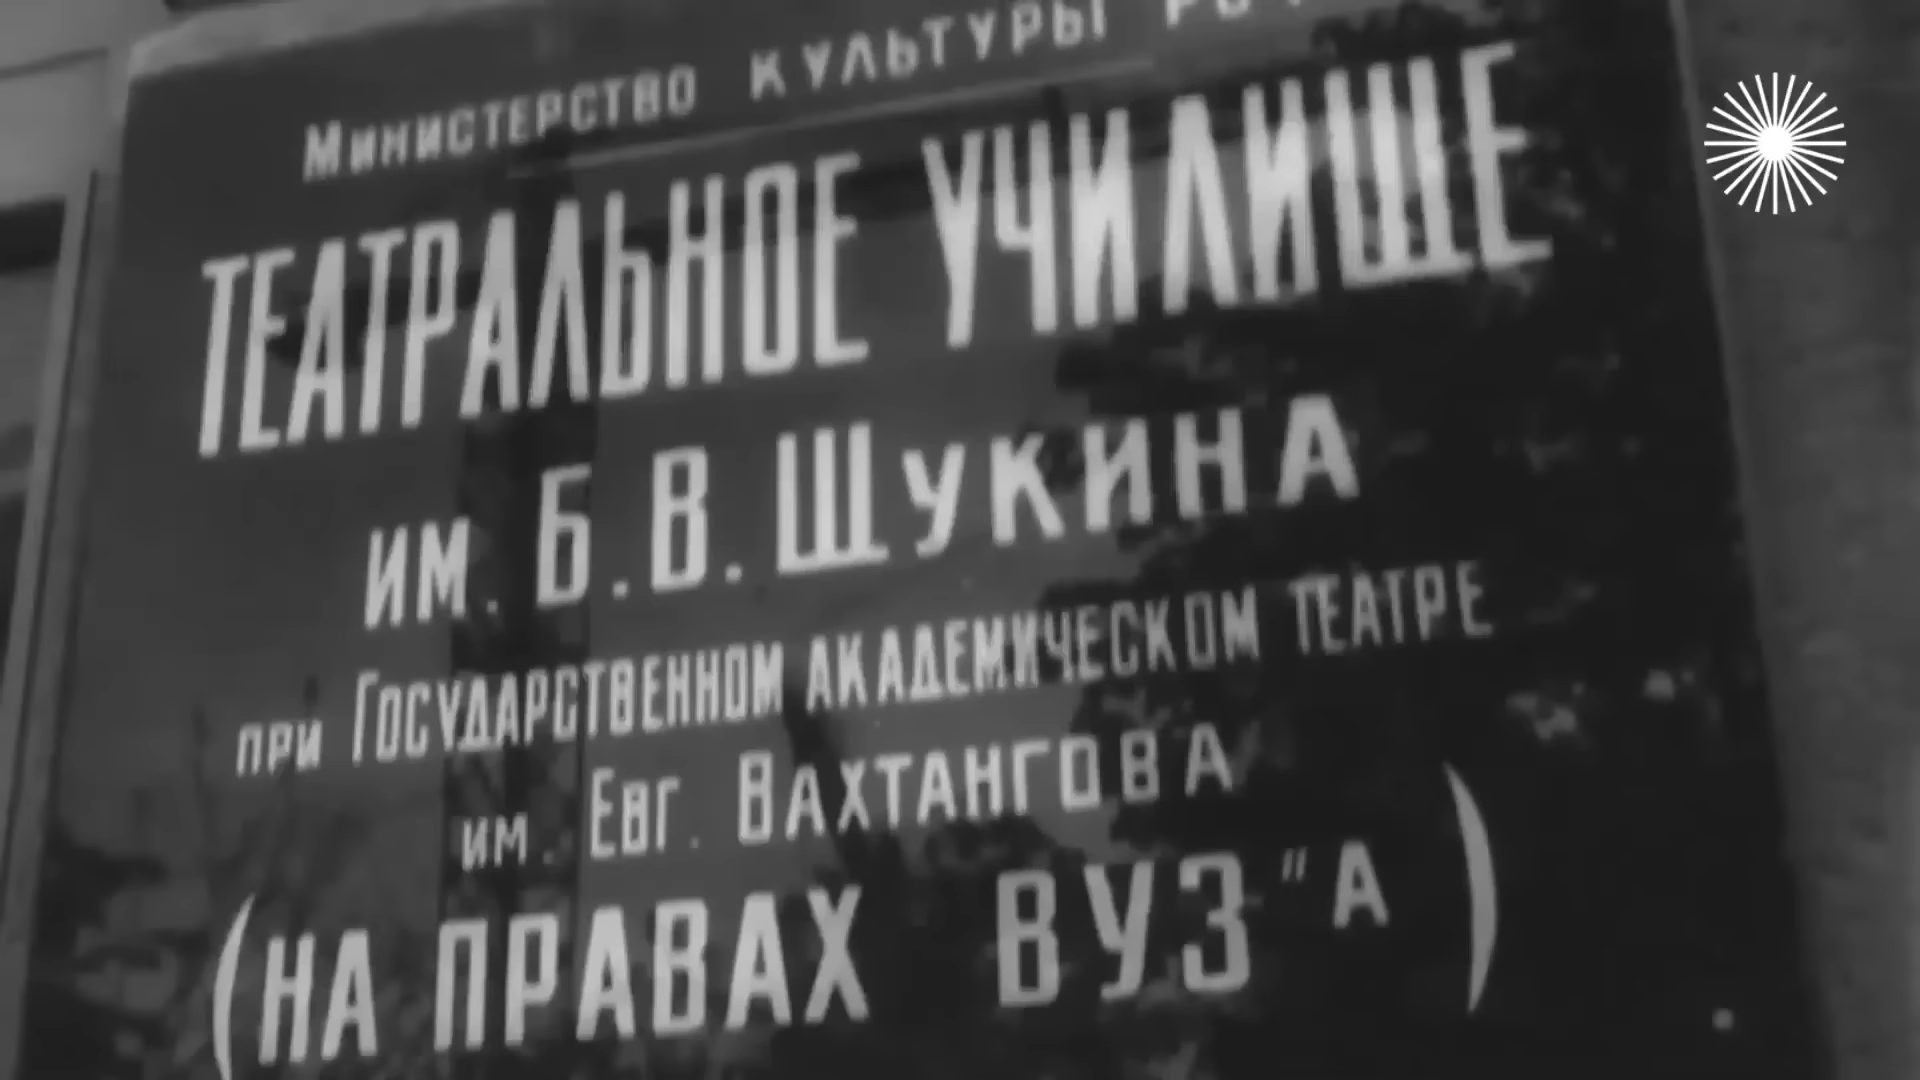 Министерство культуры
ТЕАТРАЛЬНОЕ УЧИЛИЩЕ
им. Б.В. ЩУКИНА
при Государственном академическом театре
им. Евг. Вахтангова
(НА ПРАВАХ ВУЗ"А)